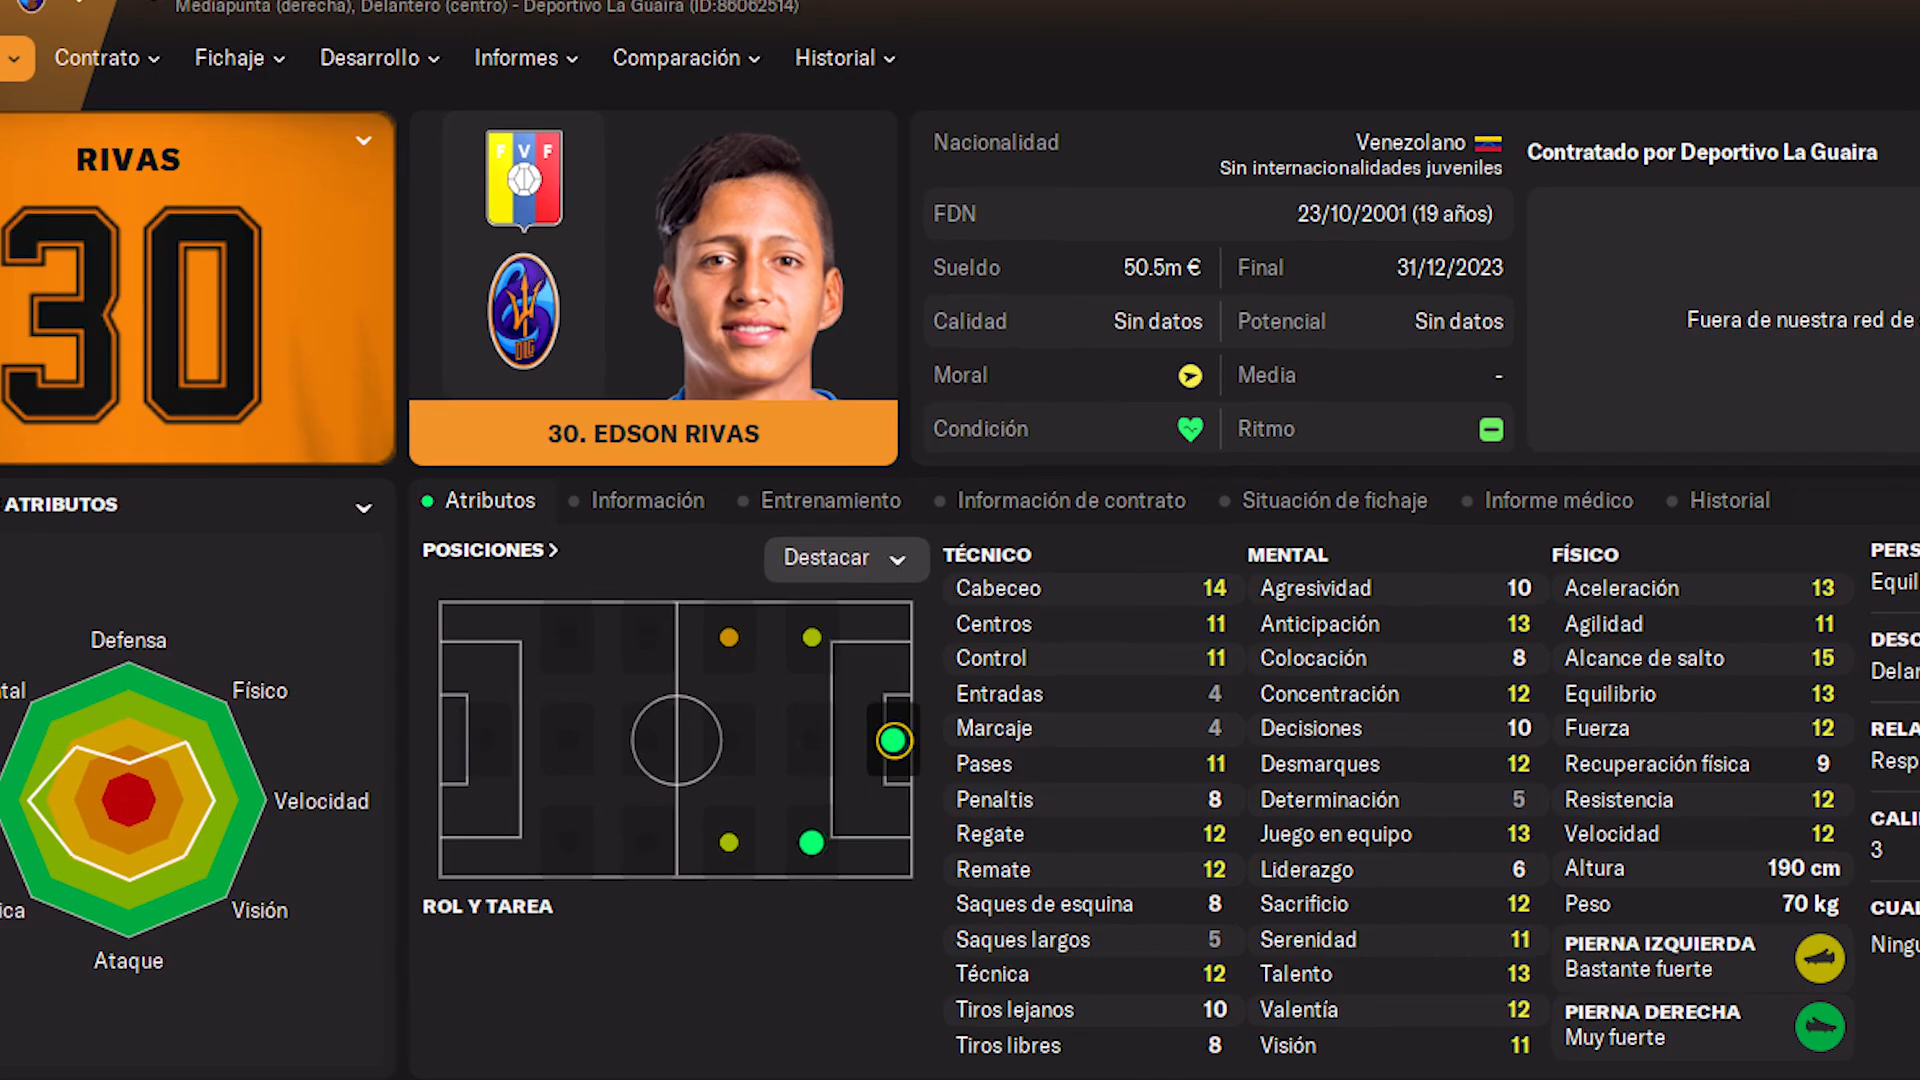 Mediapunta (derecha), Delantero (centro) - Deportivo La Guaira (ID:86062514)
Contrato Fichaje Desarrollo Informes Comparación Historial
RIVAS
30
FVF
DLG
30. EDSON RIVAS
Nacionalidad Venezolano
Sin internacionalidades juveniles
FDN 23/10/2001 (19 años)
Sueldo 50.5m € Final 31/12/2023
Calidad Sin datos Potencial Sin datos
Moral Media -
Condición Ritmo
Contratado por Deportivo La Guaira
Fuera de nuestra red de
ATRIBUTOS
Defensa
Físico
Velocidad
Visión
Ataque
ica
tal
Atributos Información Entrenamiento Información de contrato Situación de fichaje Informe médico Historial
POSICIONES >
Destacar
ROL Y TAREA
TÉCNICO
Cabeceo 14
Centros 11
Control 11
Entradas 4
Marcaje 4
Pases 11
Penaltis 8
Regate 12
Remate 12
Saques de esquina 8
Saques largos 5
Técnica 12
Tiros lejanos 10
Tiros libres 8
MENTAL
Agresividad 10
Anticipación 13
Colocación 8
Concentración 12
Decisiones 10
Desmarques 12
Determinación 5
Juego en equipo 13
Liderazgo 6
Sacrificio 12
Serenidad 11
Talento 13
Valentía 12
Visión 11
FÍSICO
Aceleración 13
Agilidad 11
Alcance de salto 15
Equilibrio 13
Fuerza 12
Recuperación física 9
Resistencia 12
Velocidad 12
Altura 190 cm
Peso 70 kg
PIERNA IZQUIERDA
Bastante fuerte
PIERNA DERECHA
Muy fuerte
PERS
Equil
DESC
Delar
RELA
Resp
CALI
3
CUAL
Ningu